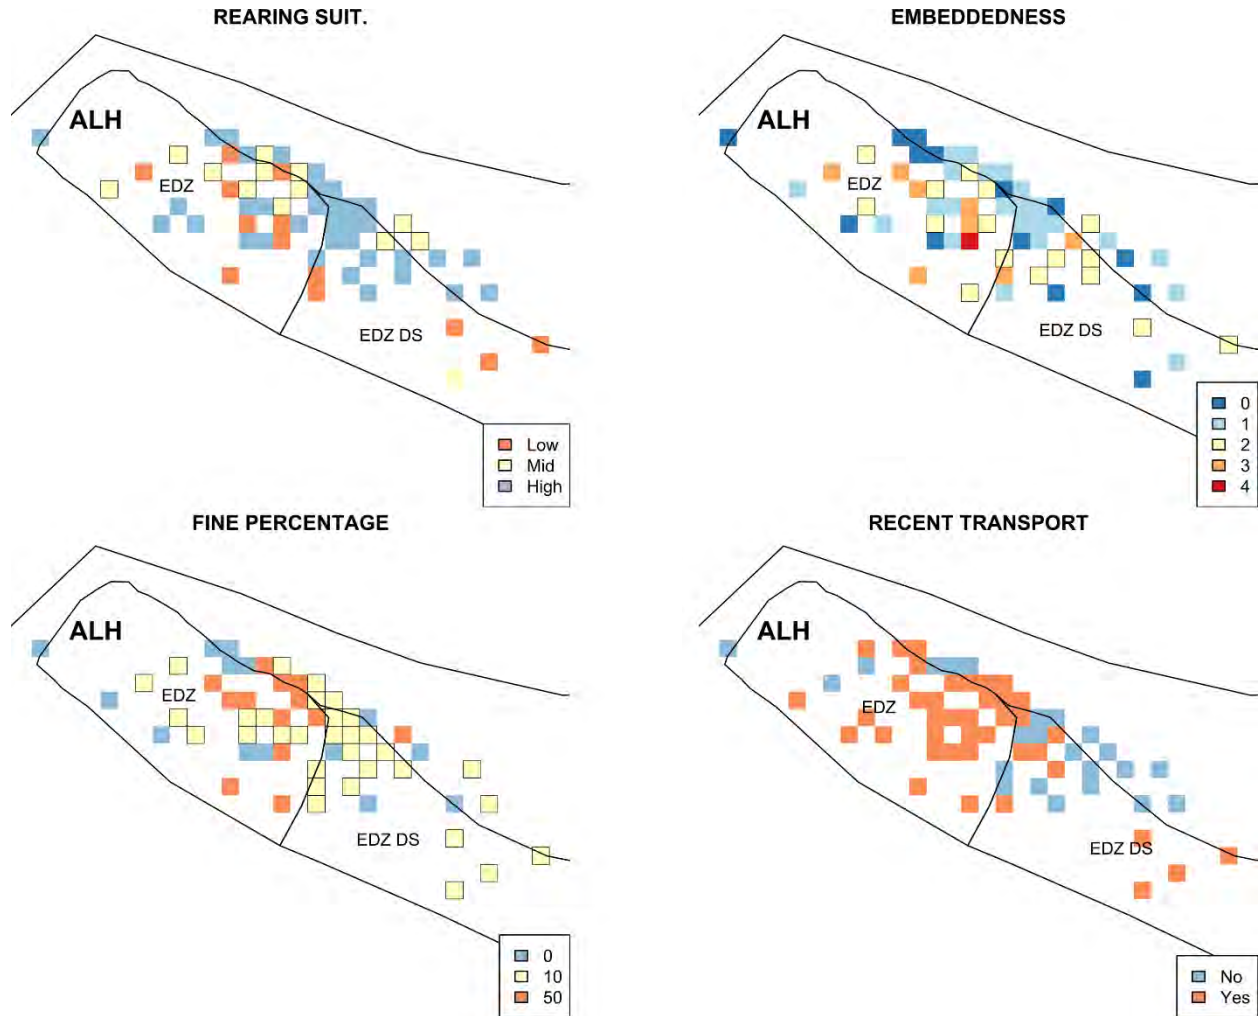 REARING SUIT.
ALH
EDZ
EDZ DS
Low
Mid
High
EMBEDDEDNESS
ALH
EDZ
EDZ DS
0
1
2
3
4
FINE PERCENTAGE
ALH
EDZ
EDZ DS
0
10
50
RECENT TRANSPORT
ALH
EDZ
EDZ DS
No
Yes